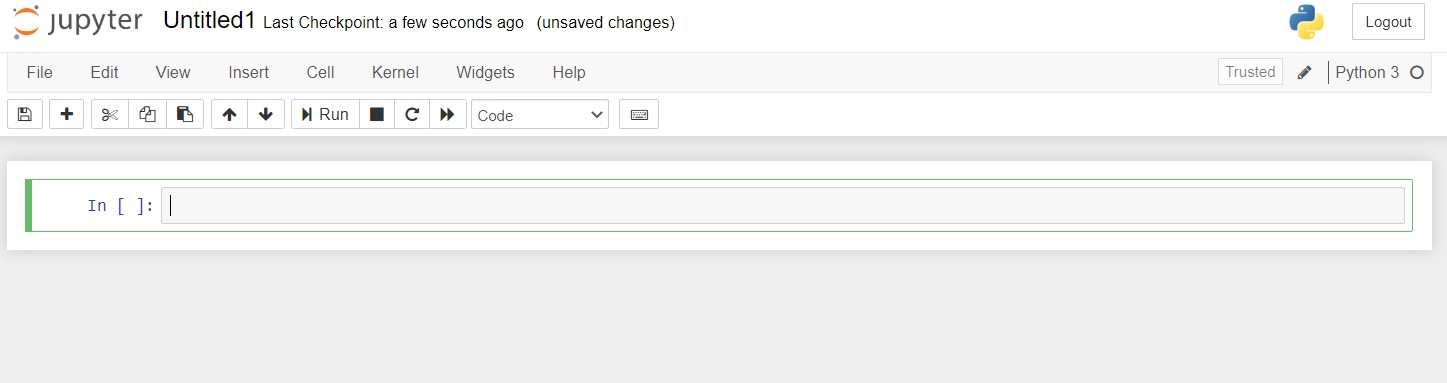 jupyter Untitled1 Last Checkpoint: a few seconds ago (unsaved changes) Logout
File Edit View Insert Cell Kernel Widgets Help Trusted Python 3
Run Code
In [ ]: